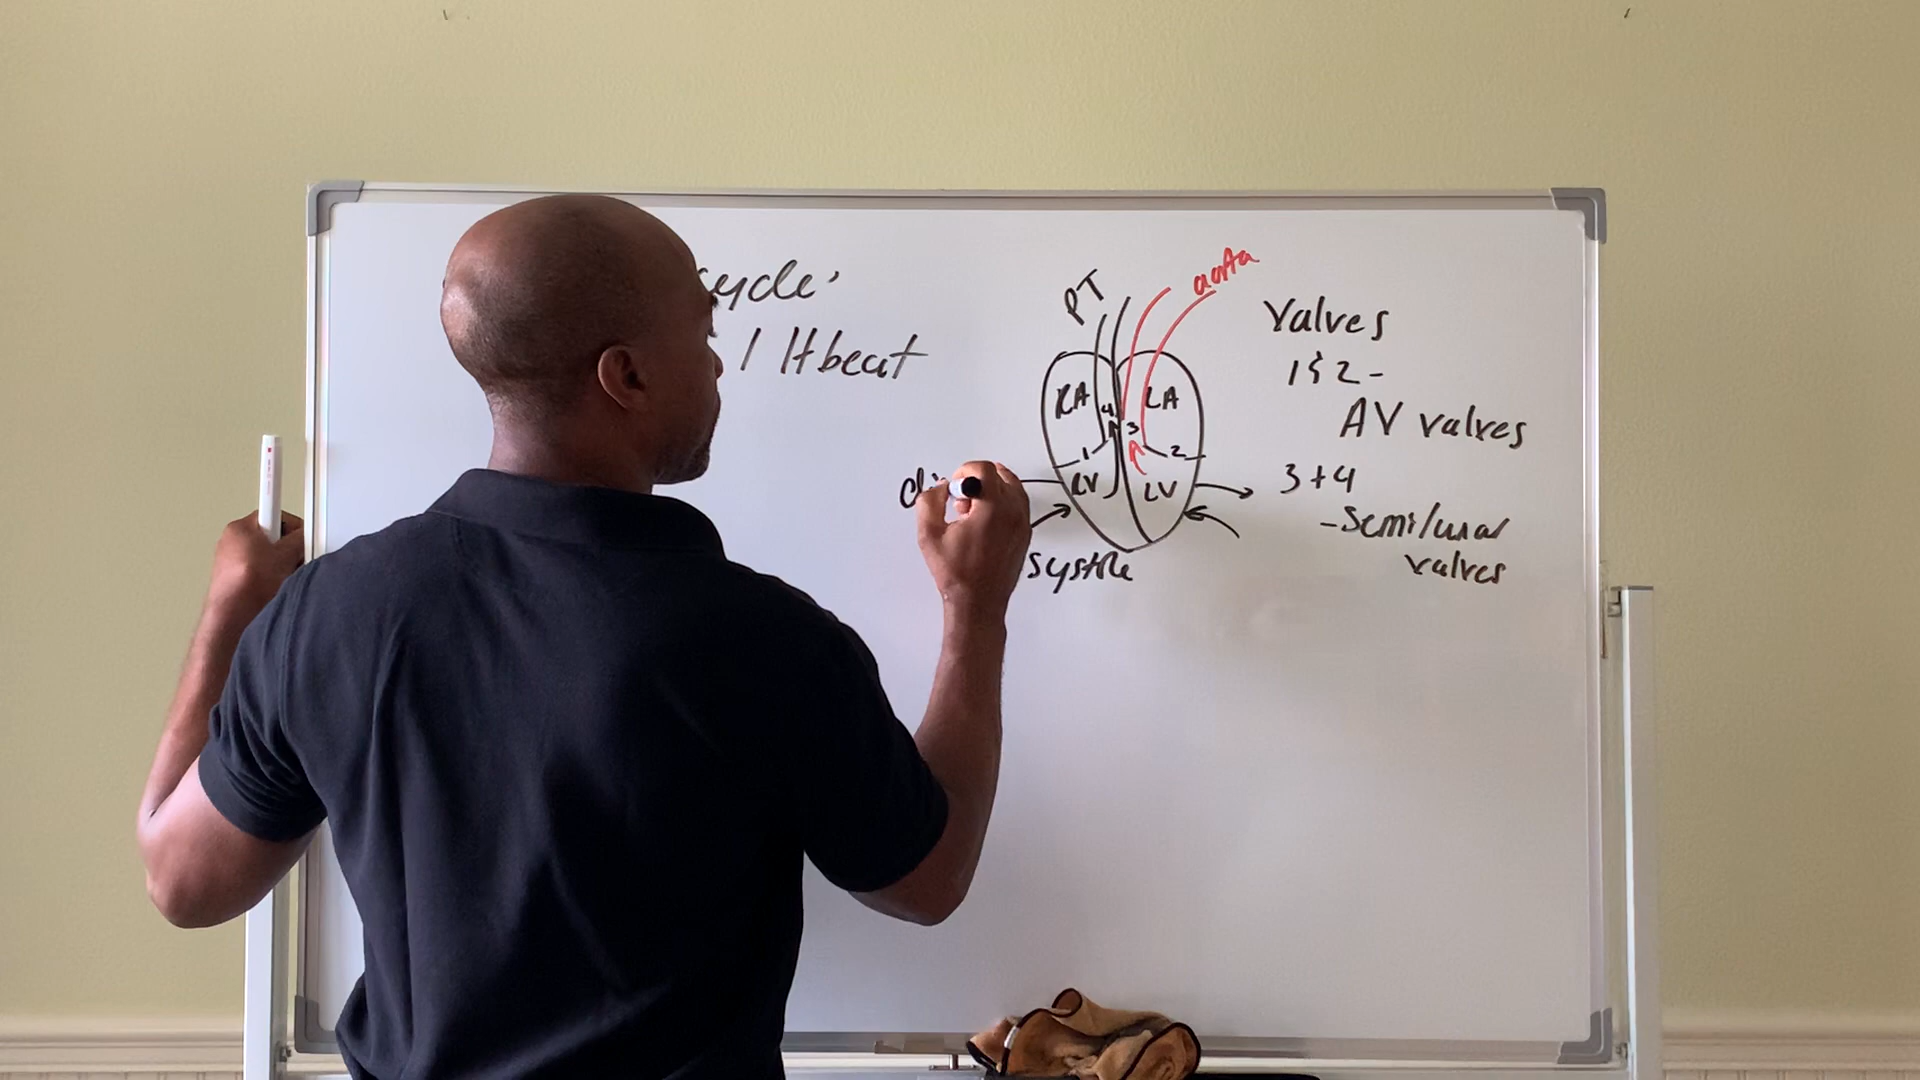 cycle:
1 Htbeat
PT
aorta
RA
LA
4
3
1
2
RV
LV
systole
Valves
1 & 2 -
AV valves
3 + 4
- Semilunar
valves